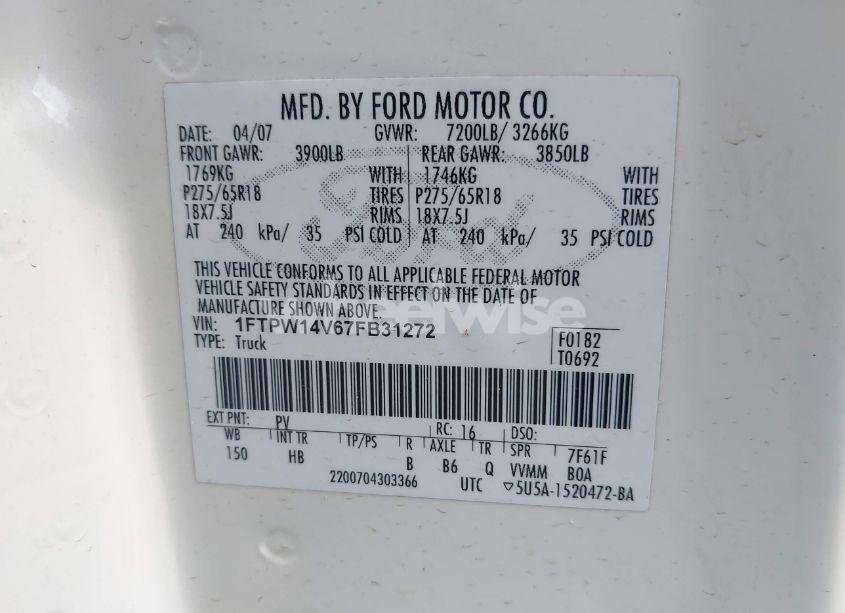 MFD. BY FORD MOTOR CO.
DATE: 04/07 GVWR: 7200LB/ 3266KG
FRONT GAWR: 3900LB REAR GAWR: 3850LB
1769KG WITH 1746KG WITH
P275/65R18 TIRES P275/65R18 TIRES
18X7.5J RIMS 18X7.5J RIMS
AT 240 kPa/ 35 PSI COLD AT 240 kPa/ 35 PSI COLD
Ford
THIS VEHICLE CONFORMS TO ALL APPLICABLE FEDERAL MOTOR
VEHICLE SAFETY STANDARDS IN EFFECT ON THE DATE OF
MANUFACTURE SHOWN ABOVE.
VIN: 1FTPW14V67FB31272
TYPE: Truck
F0182
T0692
EXT PNT: PV RC: 16 DSO:
WB INT TR TP/PS R AXLE TR SPR 7F61F
150 HB B B6 Q VVMM BOA
2200704303366 UTC ▽5U5A-1520472-BA